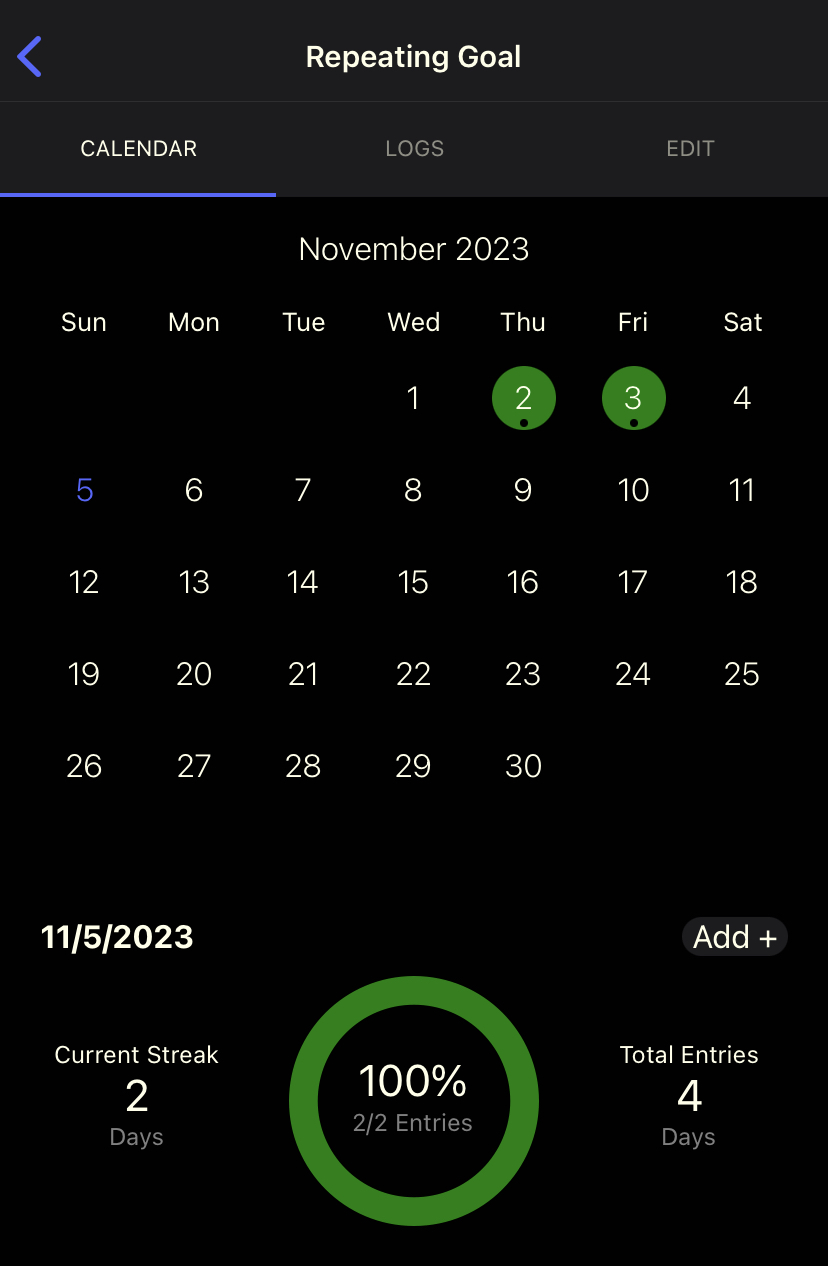 Repeating Goal
CALENDAR LOGS EDIT
November 2023
Sun Mon Tue Wed Thu Fri Sat
1 2 3 4
5 6 7 8 9 10 11
12 13 14 15 16 17 18
19 20 21 22 23 24 25
26 27 28 29 30
11/5/2023 Add +
Current Streak
2
Days
100%
2/2 Entries
Total Entries
4
Days